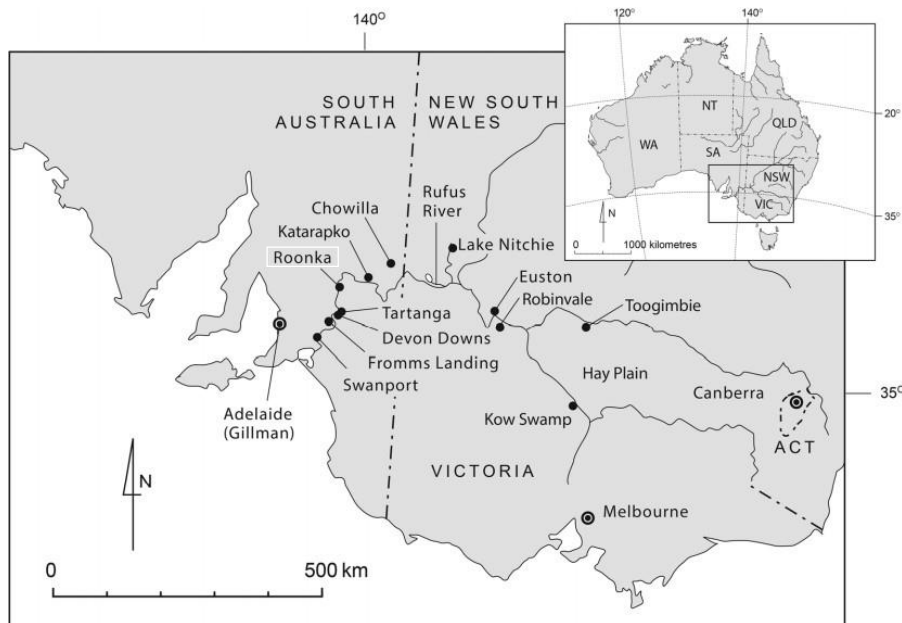 140°
120°
140°
20°
35°
NT
QLD
WA
SA
NSW
VIC
N
0 1000 kilometres
SOUTH AUSTRALIA
NEW SOUTH WALES
Rufus River
Chowilla
Katarapko
Roonka
Lake Nitchie
Euston
Robinvale
Toogimbie
Tartanga
Devon Downs
Fromms Landing
Swanport
Adelaide (Gillman)
Hay Plain
Canberra
35°
Kow Swamp
ACT
N
VICTORIA
Melbourne
0 500 km